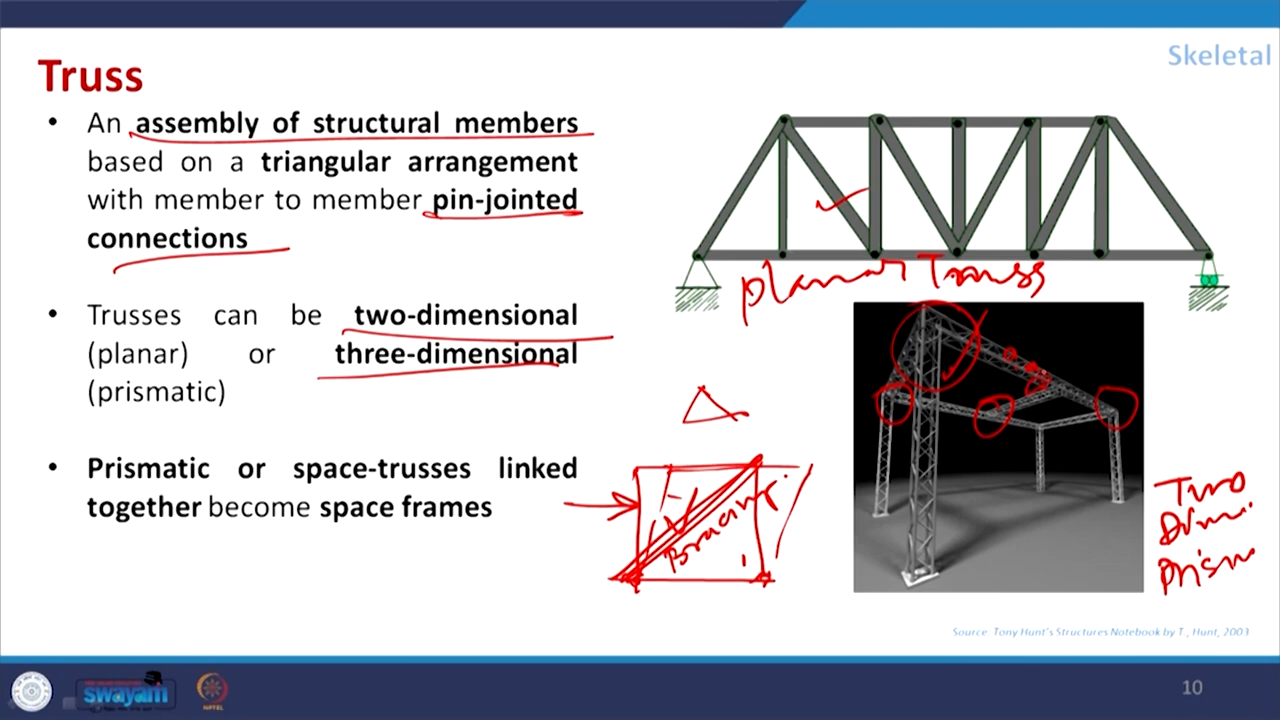 Skeletal
Truss
• An assembly of structural members
based on a triangular arrangement
with member to member pin-jointed
connections
• Trusses can be two-dimensional
(planar) or three-dimensional
(prismatic)
• Prismatic or space-trusses linked
together become space frames
planar Truss
Bracing
Two
Dimn
Prism
Source: Tony Hunt's Structures Notebook by T., Hunt, 2003
swayam
NPTEL
10